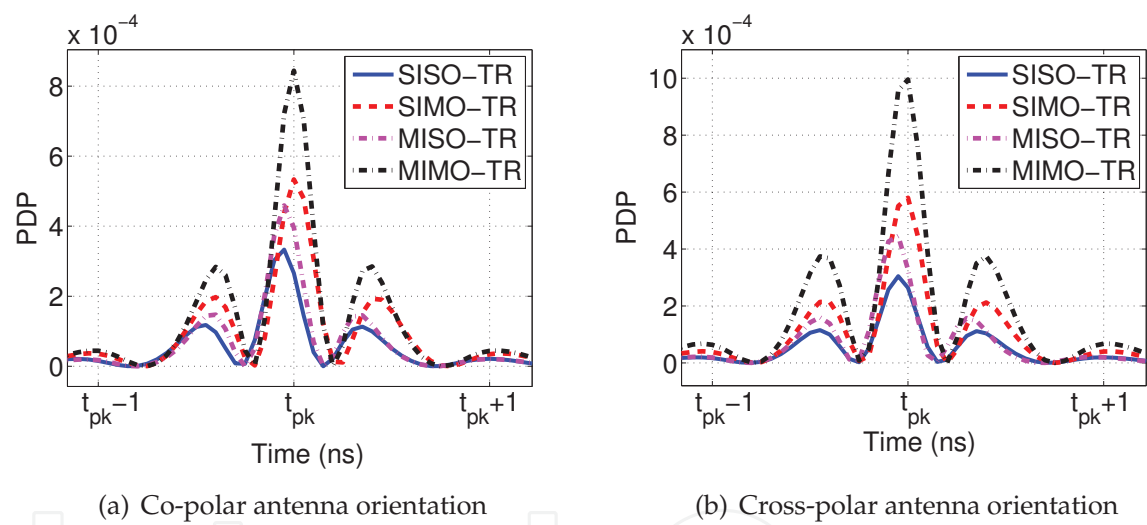 x 10⁻⁴
8
6
4
2
0
PDP
SISO−TR
SIMO−TR
MISO−TR
MIMO−TR
t_pk−1
t_pk
t_pk+1
Time (ns)
(a) Co-polar antenna orientation
x 10⁻⁴
10
8
6
4
2
0
PDP
SISO−TR
SIMO−TR
MISO−TR
MIMO−TR
t_pk−1
t_pk
t_pk+1
Time (ns)
(b) Cross-polar antenna orientation